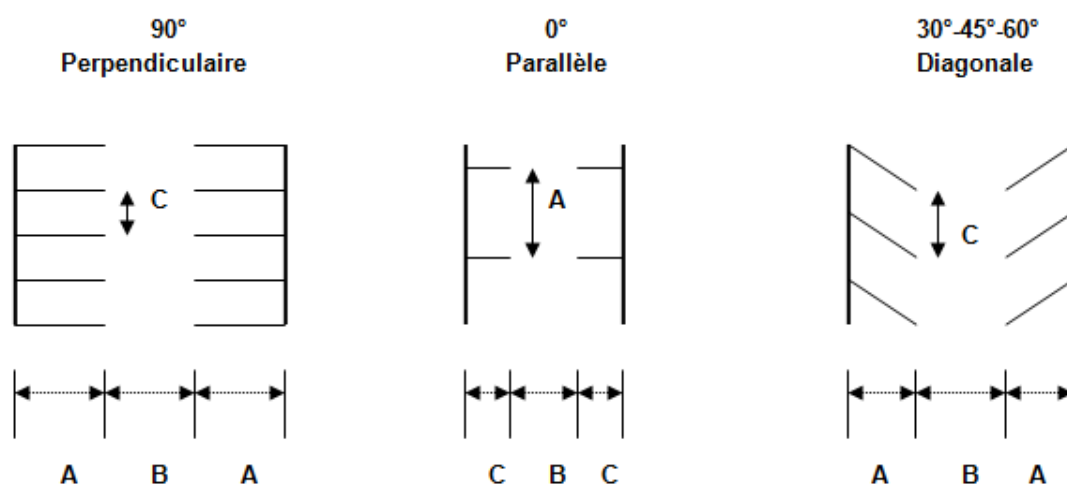 90°
Perpendiculaire
0°
Parallèle
30°-45°-60°
Diagonale
C
A
C
A B A
C B C
A B A